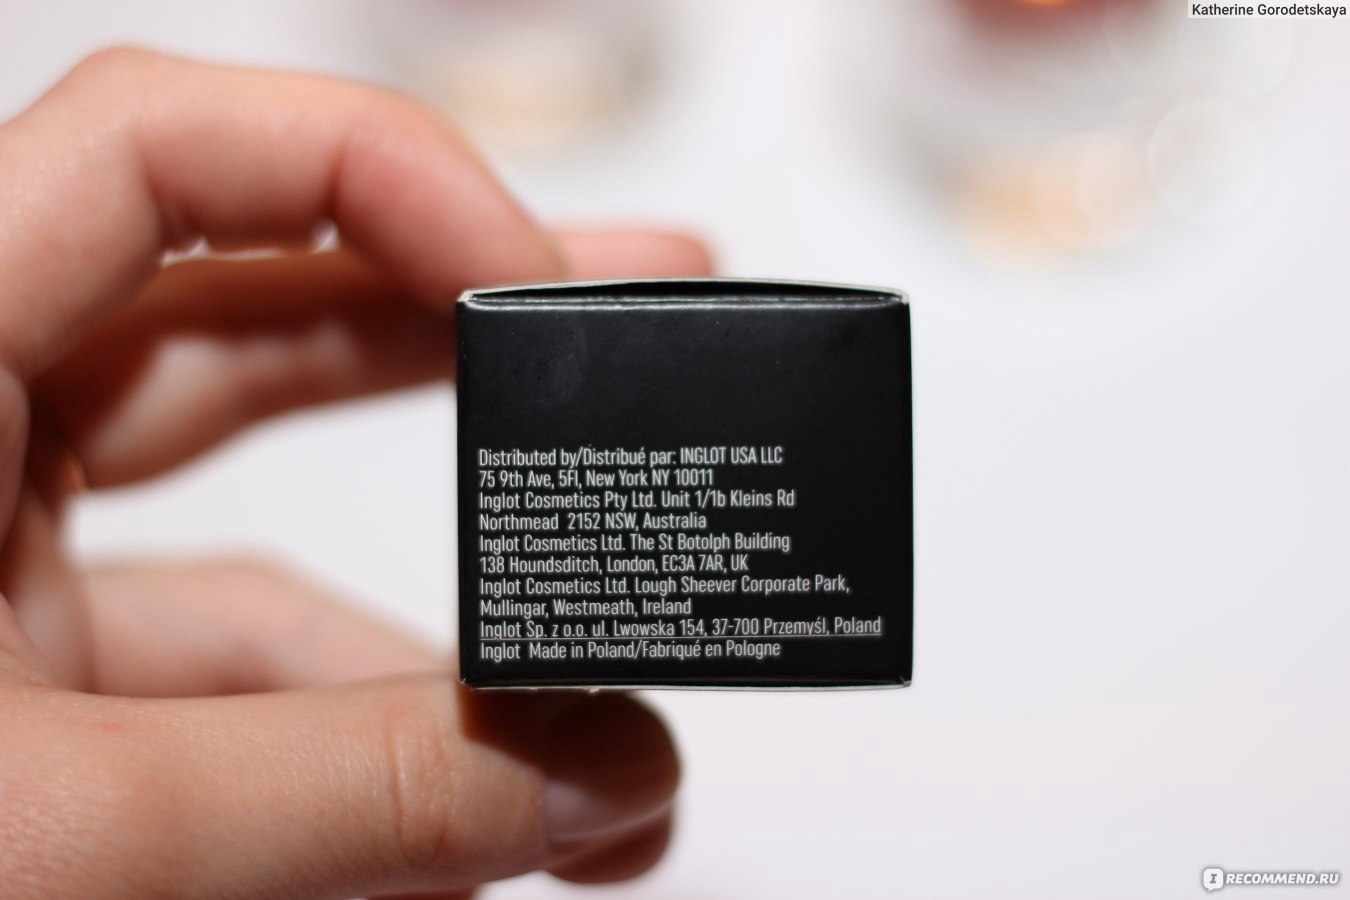 Katherine Gorodetskaya
Distributed by/Distribué par: INGLOT USA LLC
75 9th Ave, 5Fl, New York NY 10011
Inglot Cosmetics Pty Ltd. Unit 1/1b Kleins Rd
Northmead 2152 NSW, Australia
Inglot Cosmetics Ltd. The St Botolph Building
138 Houndsditch, London, EC3A 7AR, UK
Inglot Cosmetics Ltd. Lough Sheever Corporate Park,
Mullingar, Westmeath, Ireland
Inglot Sp. z o.o. ul. Lwowska 154, 37-700 Przemyśl, Poland
Inglot Made in Poland/Fabriqué en Pologne
I RECOMMEND.RU